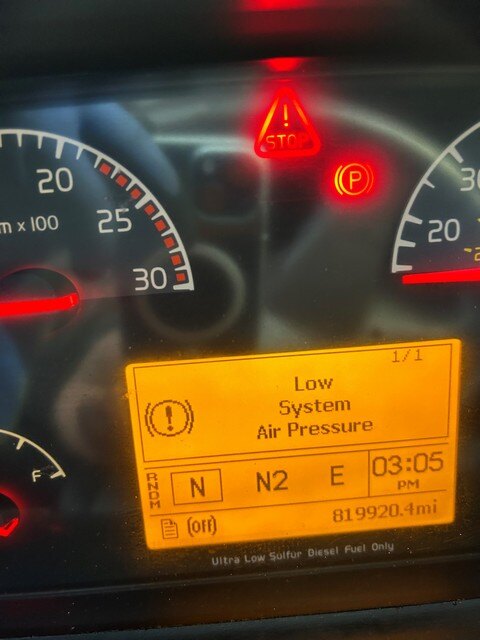 STOP
P
20
m x 100
25
30
30
20
1/1
Low
System
Air Pressure
F
R
N
D
M
N N2 E 03:05
PM
(OFF) 819920.4mi
Ultra Low Sulfur Diesel Fuel Only